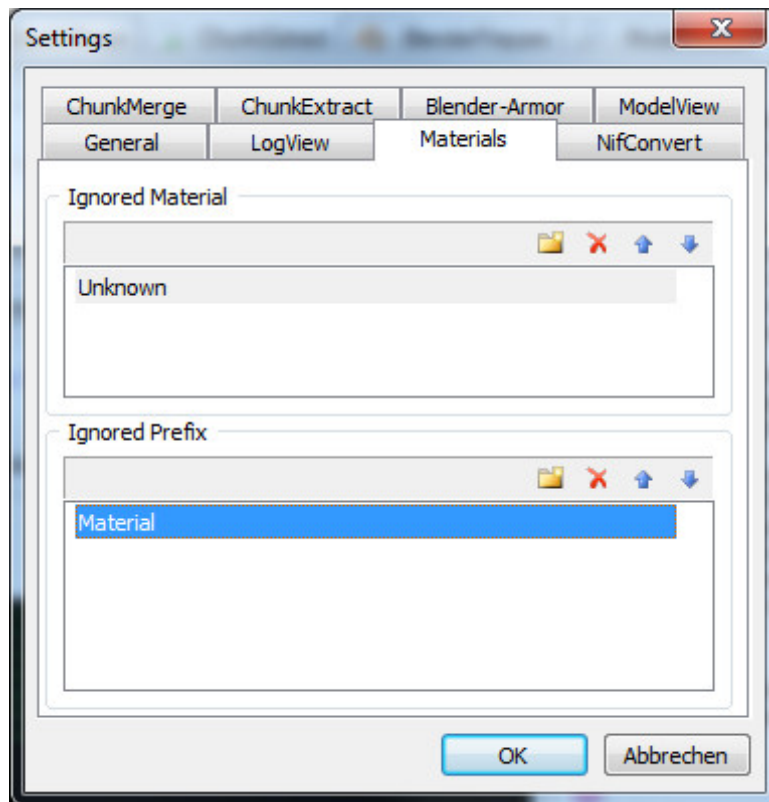 Settings
ChunkMerge ChunkExtract Blender-Armor ModelView
General LogView Materials NifConvert
Ignored Material
Unknown
Ignored Prefix
Material
OK Abbrechen